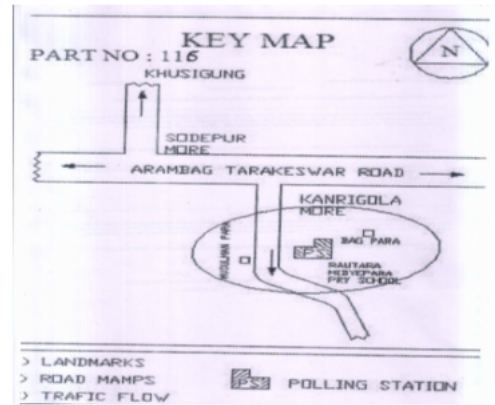 KEY MAP
N
PART NO : 116
KHUSIGUNG
SODEPUR
MORE
ARAMBAG TARAKESWAR ROAD
KANRIGOLA
MORE
BAG PARA
PS
RAUTARA
PRY SCHOOL
> LANDMARKS
> ROAD MAMPS
> TRAFIC FLOW
PS
POLLING STATION